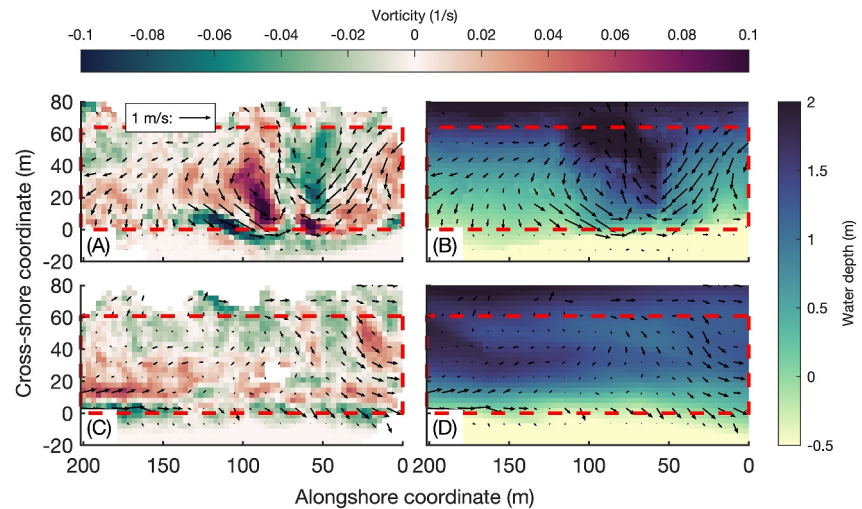 Vorticity (1/s)
-0.1 -0.08 -0.06 -0.04 -0.02 0 0.02 0.04 0.06 0.08 0.1
80
60
40
20
0
-20
1 m/s:
(A)
(B)
80
60
40
20
0
-20
(C)
(D)
200 150 100 50 0 200 150 100 50 0
Cross-shore coordinate (m)
Alongshore coordinate (m)
2
1.5
1
0.5
0
-0.5
Water depth (m)